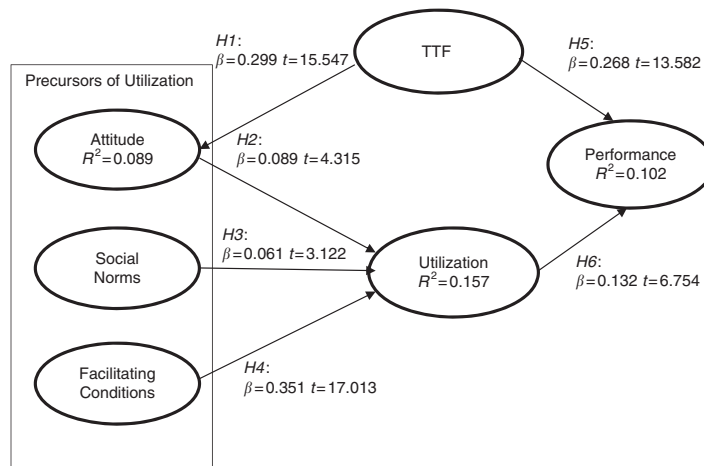 H1:
β=0.299 t=15.547
TTF
H5:
β=0.268 t=13.582
Precursors of Utilization
Attitude
R²=0.089
H2:
β=0.089 t=4.315
Performance
R²=0.102
H3:
β=0.061 t=3.122
Social
Norms
Utilization
R²=0.157
H6:
β=0.132 t=6.754
Facilitating
Conditions
H4:
β=0.351 t=17.013